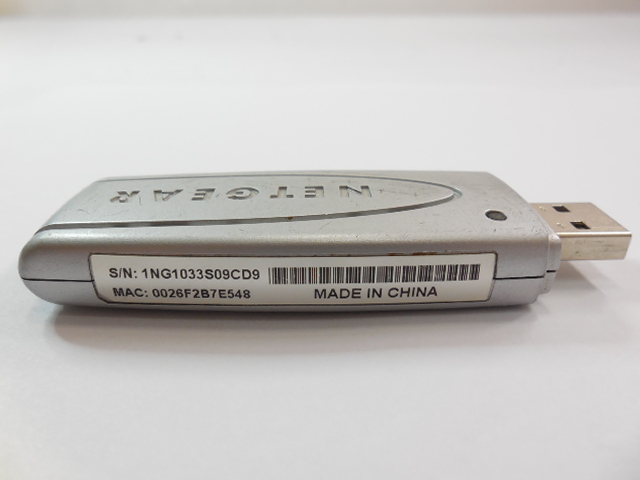 NETGEAR
S/N: 1NG1033S09CD9
MAC: 0026F2B7E548
MADE IN CHINA